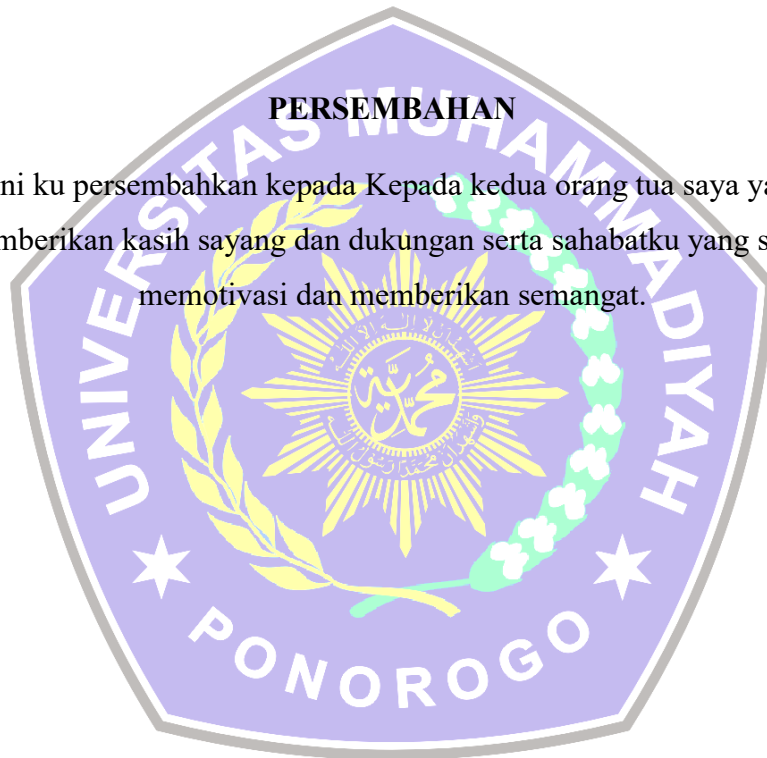 PERSEMBAHAN
ni ku persembahkan kepada Kepada kedua orang tua saya ya
mberikan kasih sayang dan dukungan serta sahabatku yang s
memotivasi dan memberikan semangat.
UNIVERSITAS MUHAMMADIYAH
محمدية
PONOROGO